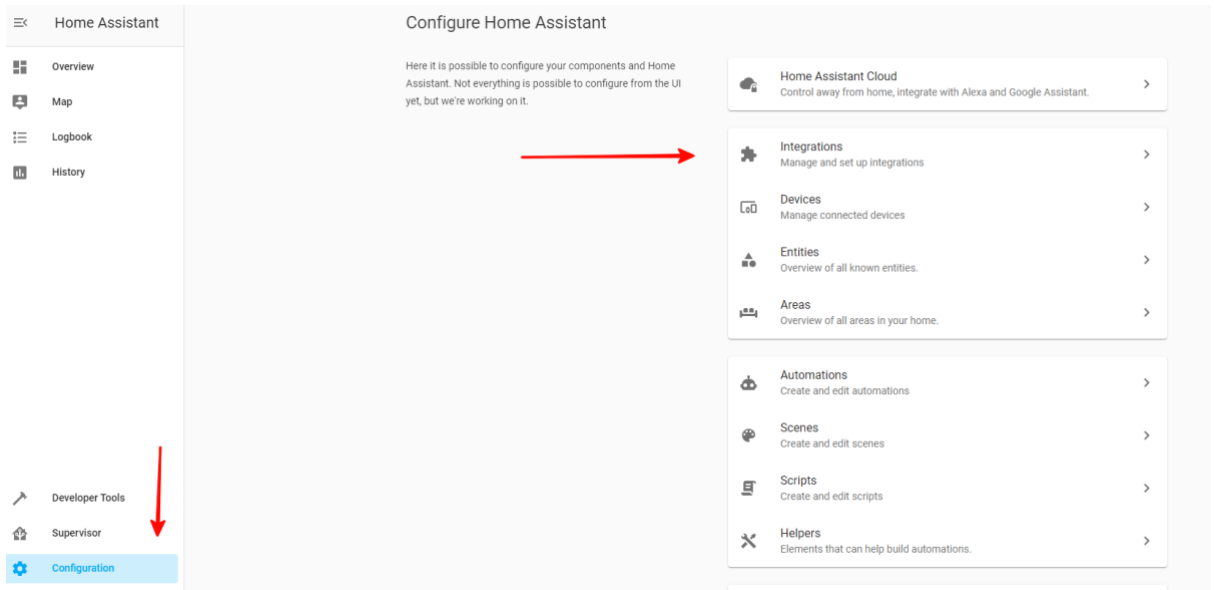 Home Assistant
Overview
Map
Logbook
History
Developer Tools
Supervisor
Configuration
Configure Home Assistant
Here it is possible to configure your components and Home
Assistant. Not everything is possible to configure from the UI
yet, but we're working on it.
Home Assistant Cloud
Control away from home, integrate with Alexa and Google Assistant.
Integrations
Manage and set up integrations
Devices
Manage connected devices
Entities
Overview of all known entities.
Areas
Overview of all areas in your home.
Automations
Create and edit automations
Scenes
Create and edit scenes
Scripts
Create and edit scripts
Helpers
Elements that can help build automations.